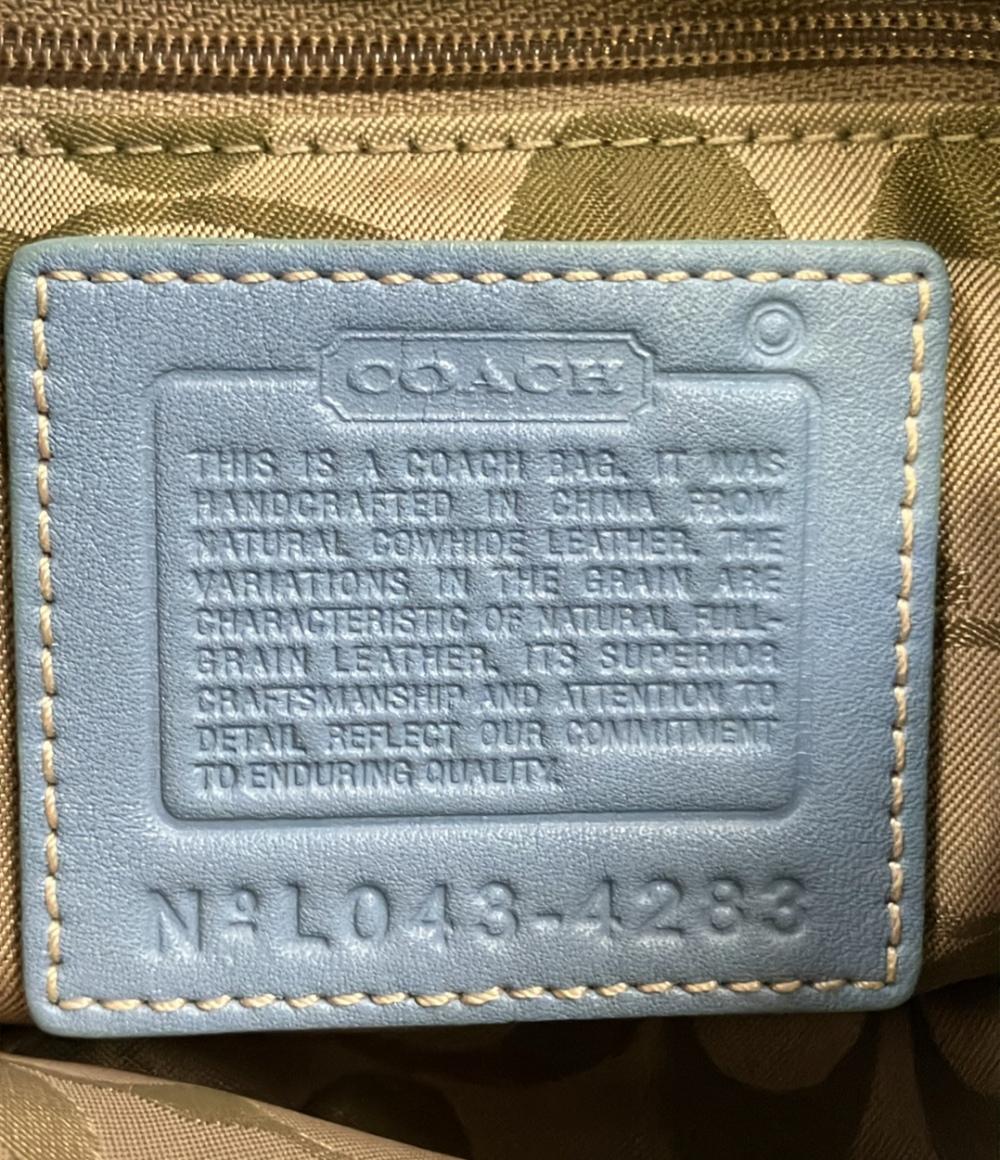 COACH
THIS IS A COACH BAG. IT WAS
HANDCRAFTED IN CHINA FROM
NATURAL COWHIDE LEATHER. THE
VARIATIONS IN THE GRAIN ARE
CHARACTERISTIC OF NATURAL FULL-
GRAIN LEATHER. ITS SUPERIOR
CRAFTSMANSHIP AND ATTENTION TO
DETAIL REFLECT OUR COMMITMENT
TO ENDURING QUALITY.
Nº L043-4283